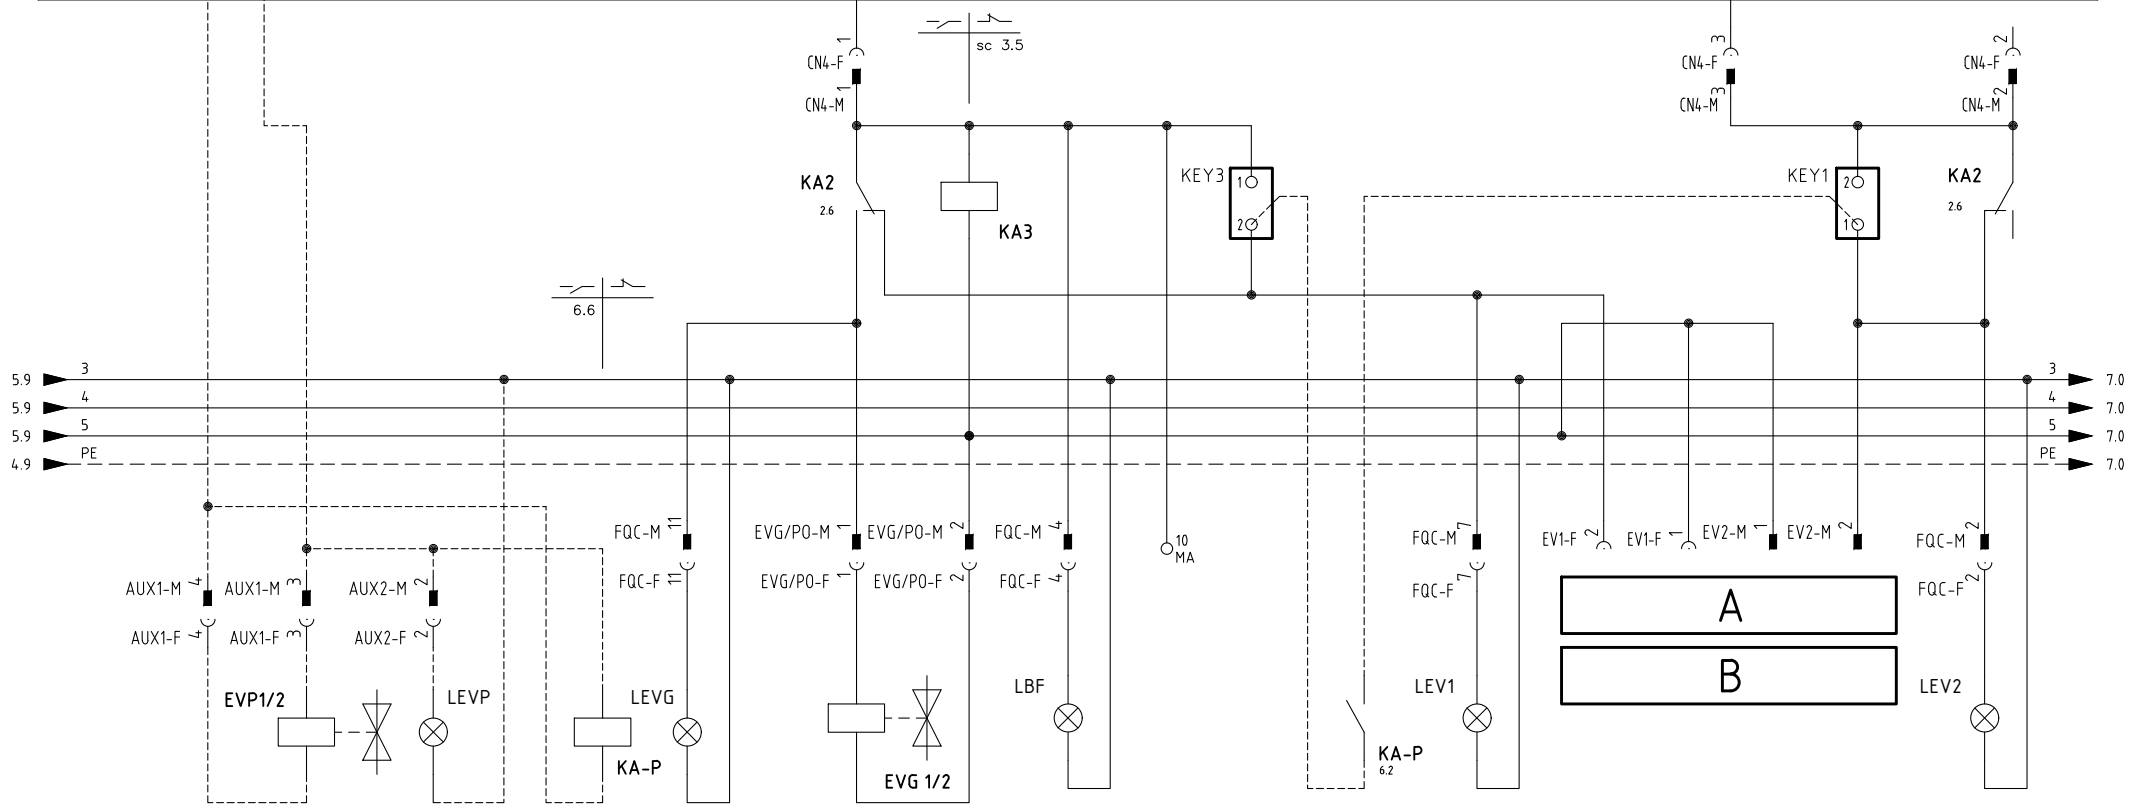 sc 3.5
1
CN4-F
1
CN4-M
3
CN4-F
3
CN4-M
2
CN4-F
2
CN4-M
KA2
2.6
KA3
KEY3
1
2
KEY1
2
1
KA2
2.6
6.6
5.9 3 3 7.0
5.9 4 4 7.0
5.9 5 5 7.0
4.9 PE PE 7.0
FQC-M 11
EVG/PO-M 1
EVG/PO-M 2
FQC-M 4
10
MA
FQC-M 7
EV1-F 2
EV1-F 1
EV2-M 1
EV2-M 2
FQC-M 2
FQC-F 11
EVG/PO-F 1
EVG/PO-F 2
FQC-F 4
FQC-F 7
FQC-F 2
AUX1-M 4
AUX1-M 3
AUX2-M 2
AUX1-F 4
AUX1-F 3
AUX2-F 2
A
B
EVP1/2
LEVP
LEVG
LBF
LEV1
LEV2
KA-P
EVG 1/2
KA-P
6.2